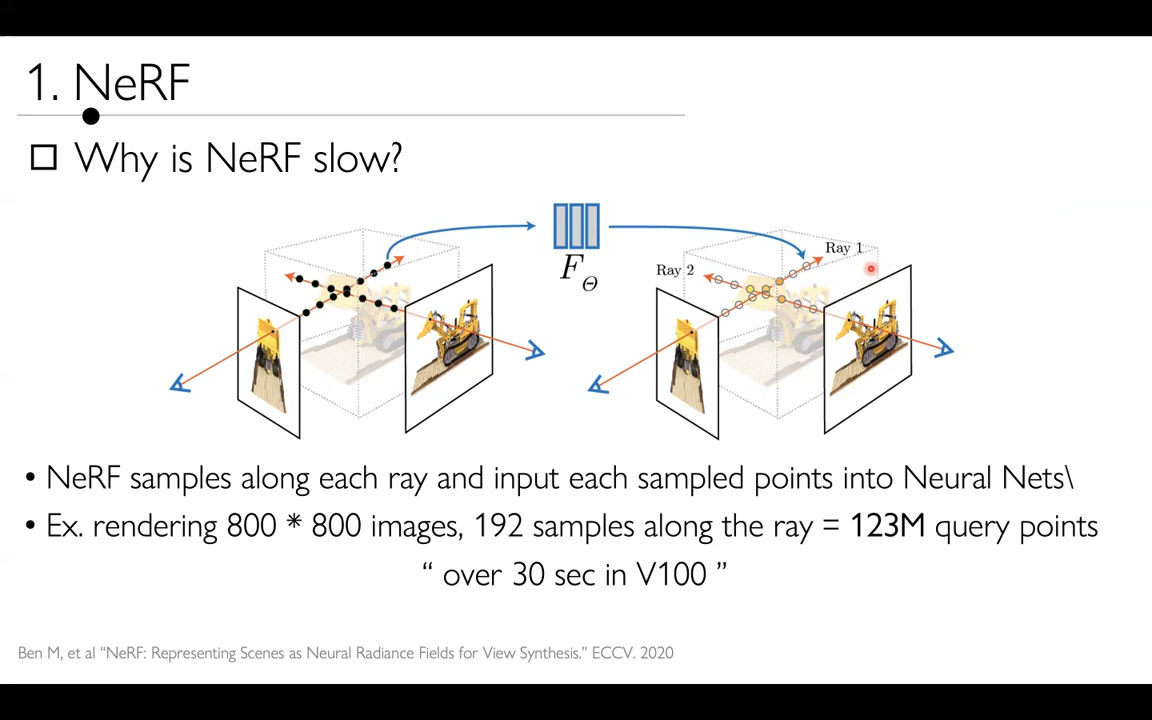 1. NeRF
Why is NeRF slow?
F_Θ
Ray 1
Ray 2
• NeRF samples along each ray and input each sampled points into Neural Nets\
• Ex. rendering 800 * 800 images, 192 samples along the ray = 123M query points
“ over 30 sec in V100 ”
Ben M, et al “NeRF: Representing Scenes as Neural Radiance Fields for View Synthesis.” ECCV. 2020